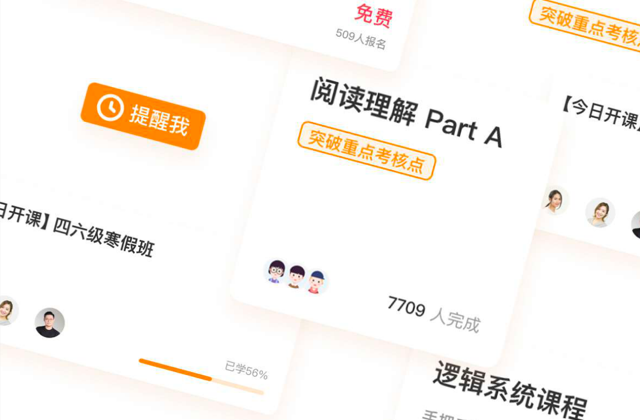 免费
509人报名
突破重点考核点
提醒我
阅读理解 Part A
突破重点考核点
【今日开课
日开课】四六级寒假班
7709 人完成
已学56%
逻辑系统课程